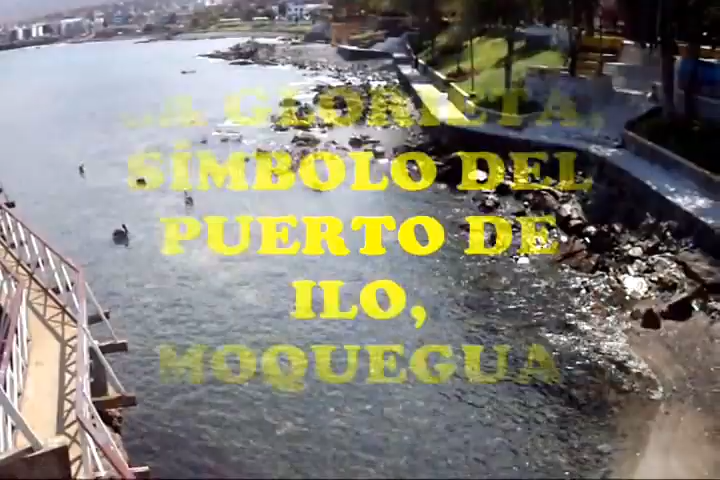 LA GLORIETA,
SÍMBOLO DEL
PUERTO DE
ILO,
MOQUEGUA